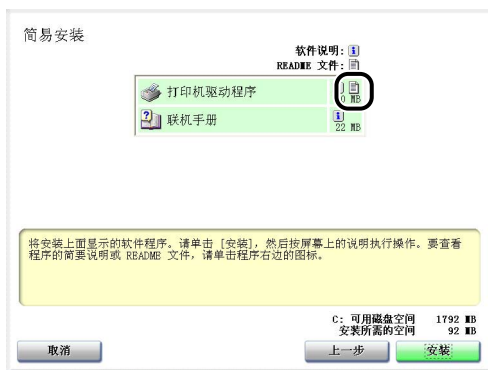 简易安装
软件说明:
README 文件:
打印机驱动程序
0 MB
联机手册
22 MB
将安装上面显示的软件程序。请单击 [安装], 然后按屏幕上的说明执行操作。要查看
程序的简要说明或 README 文件, 请单击程序右边的图标。
C: 可用磁盘空间 1792 MB
安装所需的空间 92 MB
取消 上一步 安装